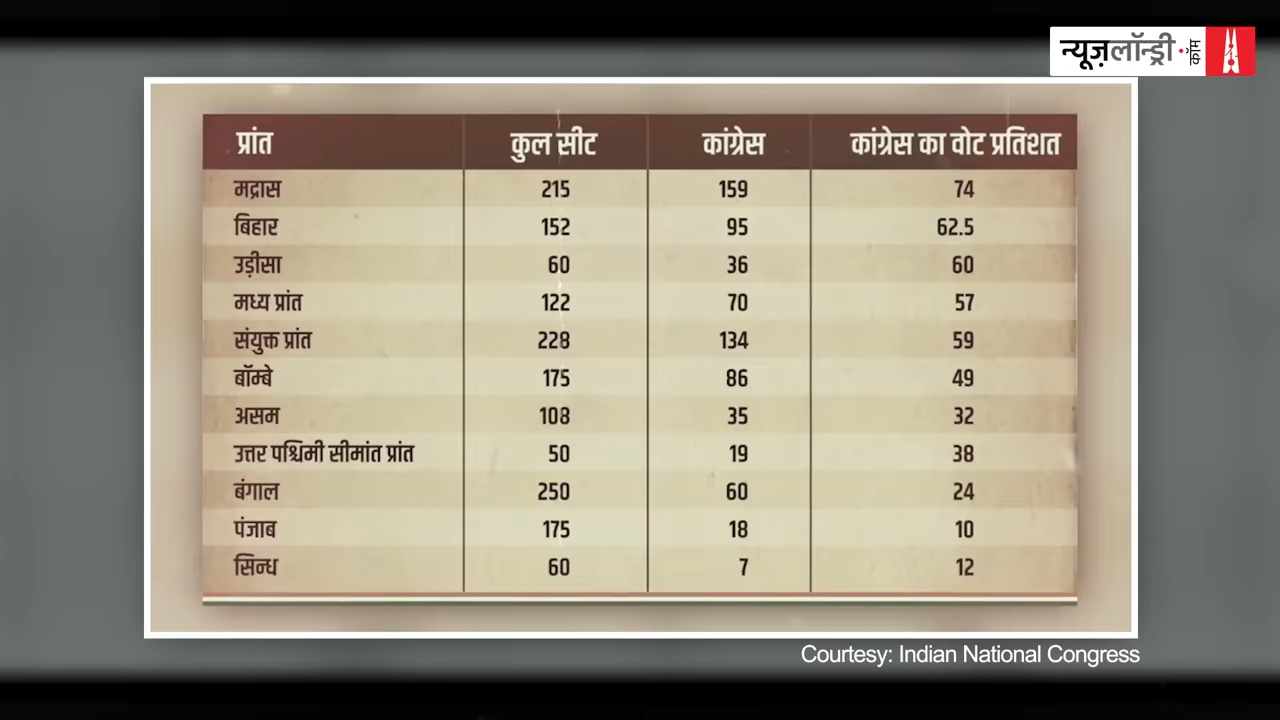 न्यूज़लॉन्ड्री.कॉम
प्रांत कुल सीट कांग्रेस कांग्रेस का वोट प्रतिशत
मद्रास 215 159 74
बिहार 152 95 62.5
उड़ीसा 60 36 60
मध्य प्रांत 122 70 57
संयुक्त प्रांत 228 134 59
बॉम्बे 175 86 49
असम 108 35 32
उत्तर पश्चिमी सीमांत प्रांत 50 19 38
बंगाल 250 60 24
पंजाब 175 18 10
सिन्ध 60 7 12
Courtesy: Indian National Congress